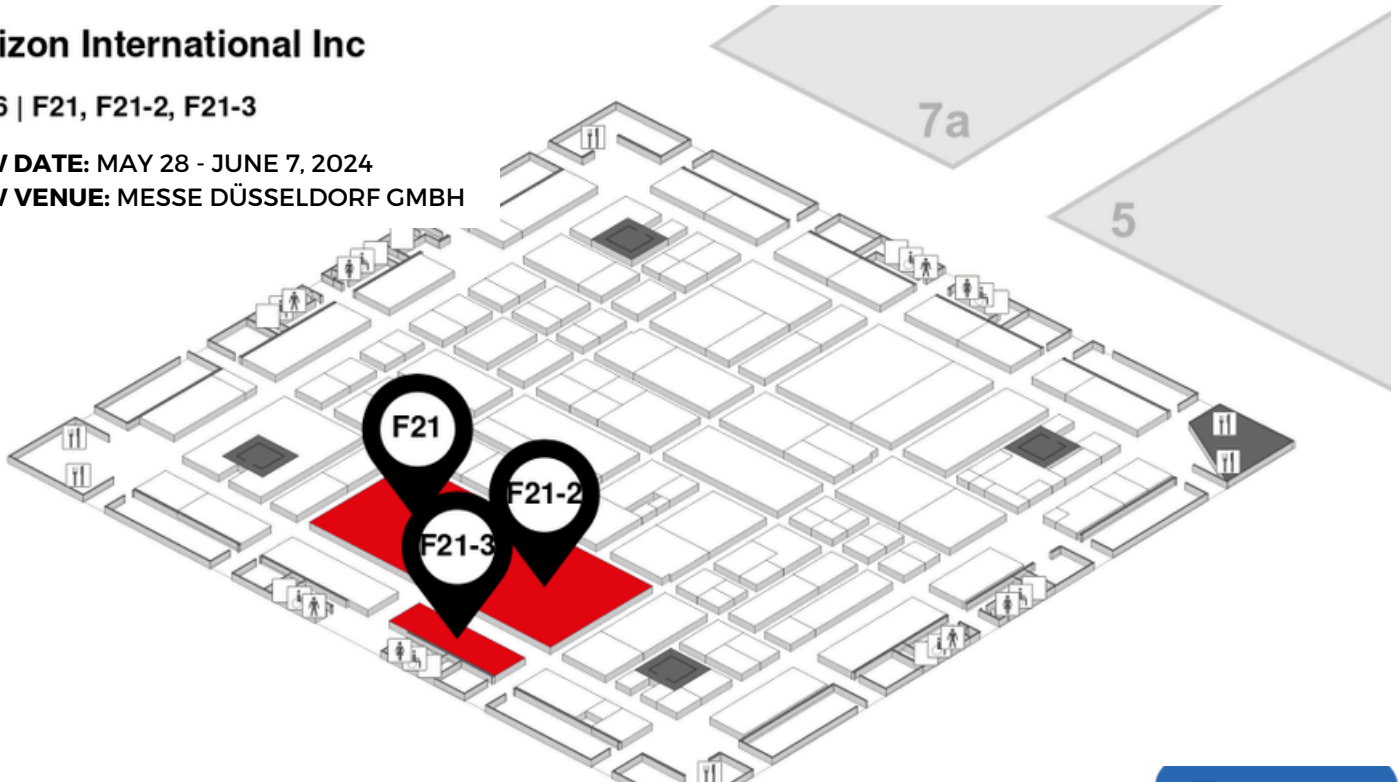 izon International Inc
6 | F21, F21-2, F21-3
DATE: MAY 28 - JUNE 7, 2024
VENUE: MESSE DÜSSELDORF GMBH
7a
5
F21
F21-2
F21-3